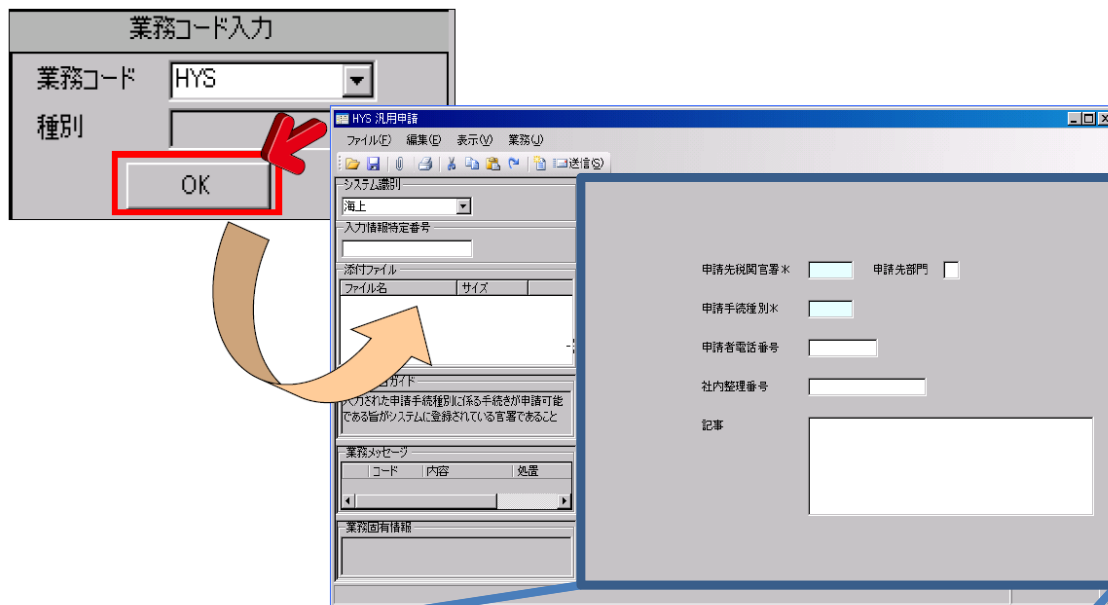 業務コード入力
業務コード HYS
種別
OK
HYS 汎用申請
ファイル(F) 編集(E) 表示(V) 業務(J)
送信(S)
システム識別
海上
入力情報特定番号
添付ファイル
ファイル名 サイズ
ガイド
入力された申請手続種別に係る手続きが申請可能
である旨がシステムに登録されている官署であること
業務メッセージ
コード 内容 処置
業務固有情報
申請先税関官署* 申請先部門
申請手続種別*
申請者電話番号
社内整理番号
記事